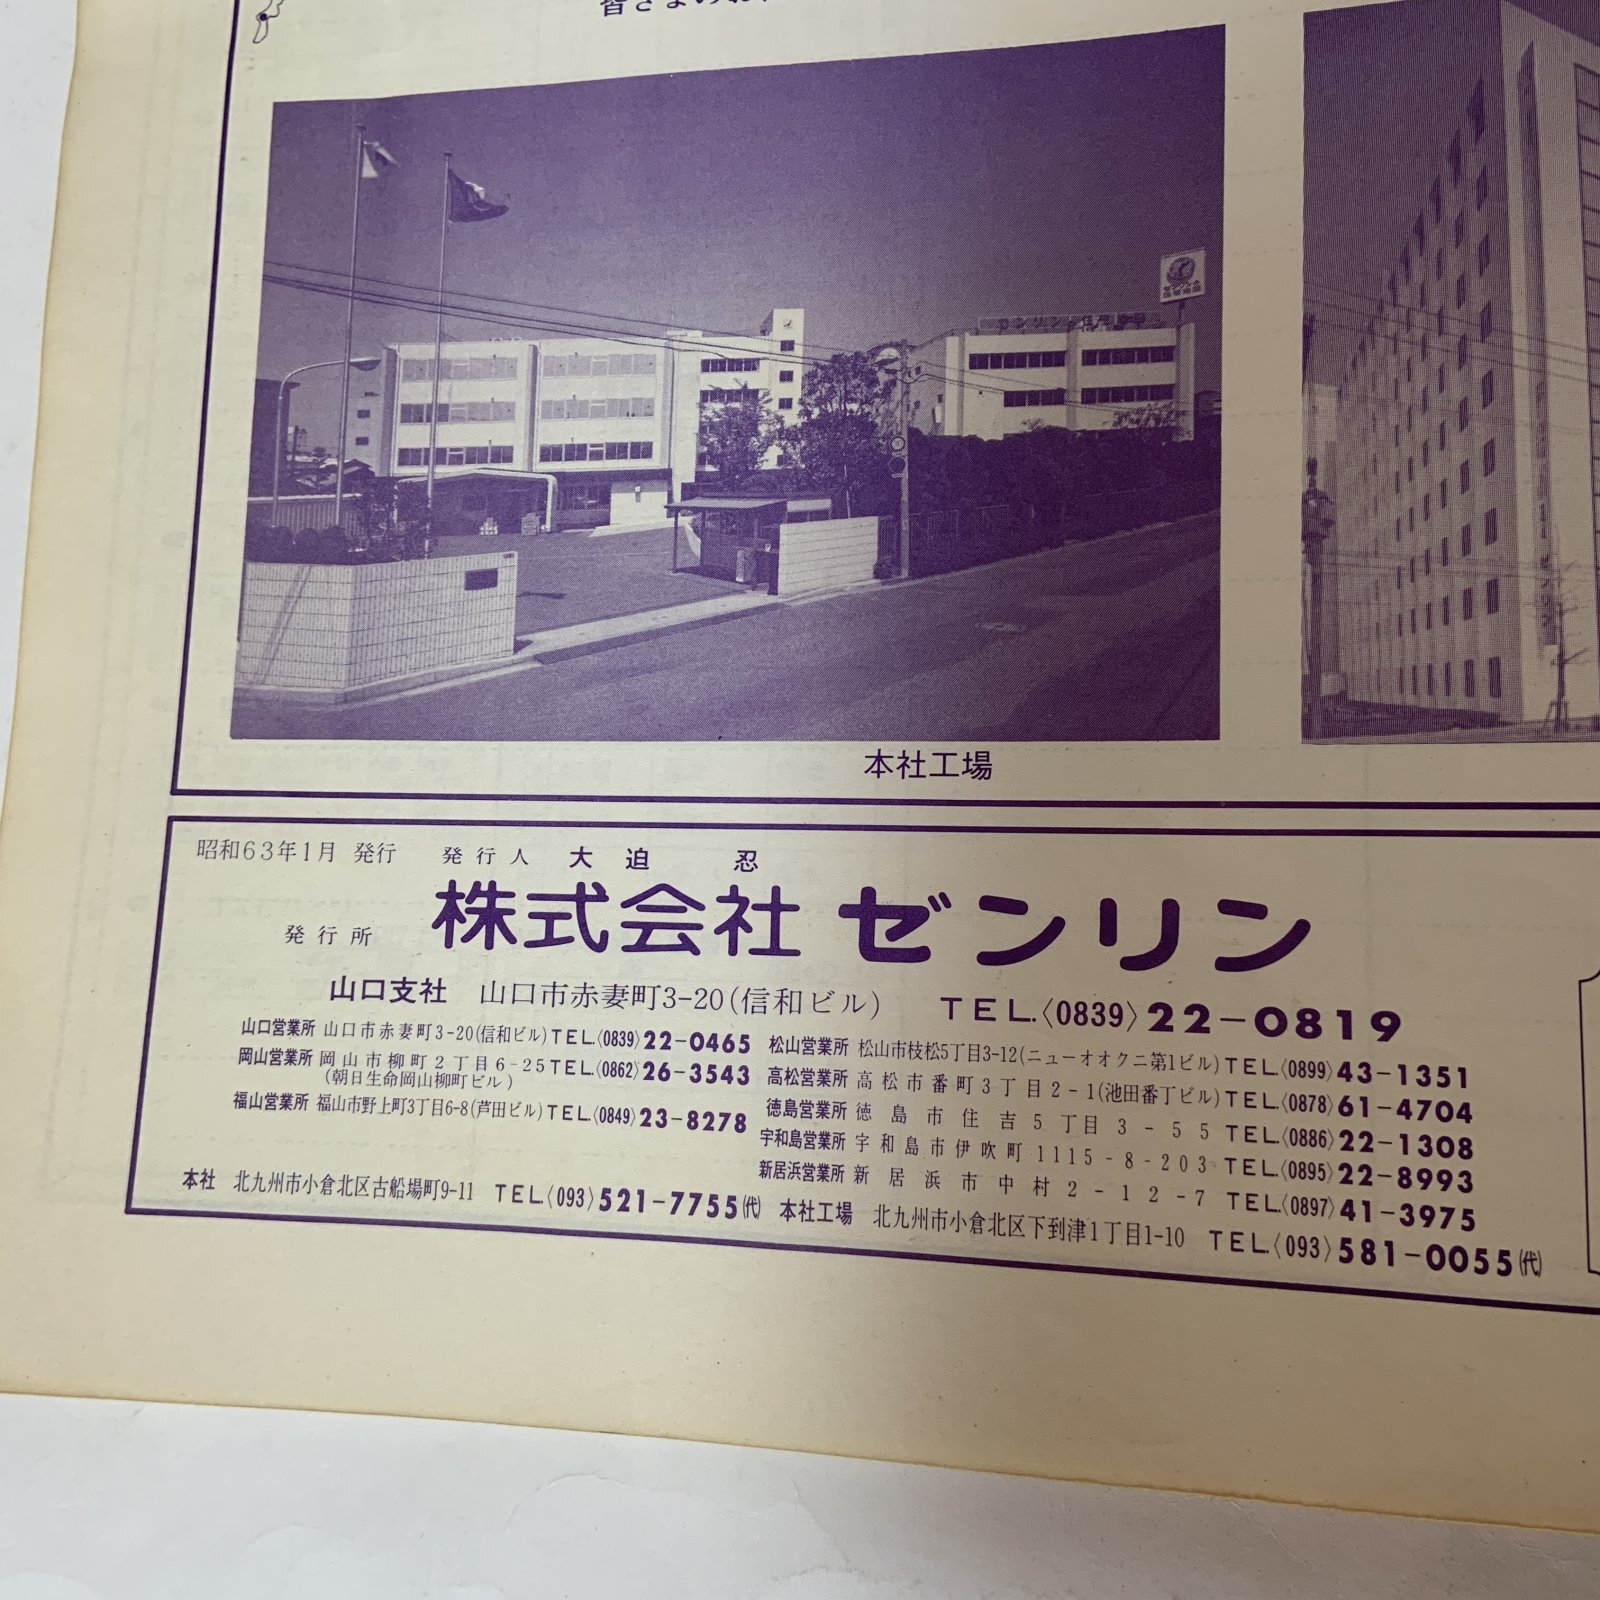 皆さまの
本社工場
昭和63年1月 発行 発行人 大迫 忍
発行所 株式会社 ゼンリン
山口支社 山口市赤妻町3-20(信和ビル) TEL.〈0839〉22-0819
山口営業所 山口市赤妻町3-20(信和ビル) TEL.〈0839〉22-0465
岡山営業所 岡山市柳町2丁目6-25 TEL.〈0862〉26-3543
(朝日生命岡山柳町ビル)
福山営業所 福山市野上町3丁目6-8(芦田ビル) TEL.〈0849〉23-8278
松山営業所 松山市枝松5丁目3-12(ニューオオクニ第1ビル) TEL.〈0899〉43-1351
高松営業所 高松市番町3丁目2-1(池田番丁ビル) TEL.〈0878〉61-4704
徳島営業所 徳島市住吉5丁目3-55 TEL.〈0886〉22-1308
宇和島営業所 宇和島市伊吹町1115-8-203 TEL.〈0895〉22-8993
新居浜営業所 新居浜市中村2-12-7 TEL.〈0897〉41-3975
本社 北九州市小倉北区古船場町9-11 TEL.〈093〉521-7755㈹ 本社工場 北九州市小倉北区下到津1丁目1-10 TEL.〈093〉581-0055㈹